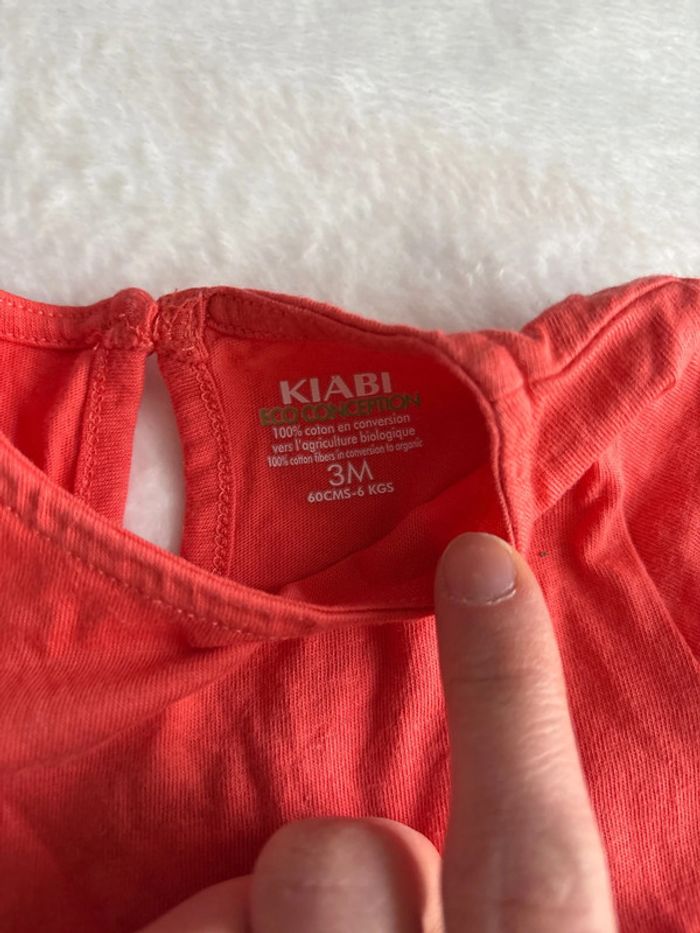 KIABI
ECO CONCEPTION
100% coton en conversion
vers l'agriculture biologique
100% cotton fibers in conversion to organic
3M
60CMS-6 KGS